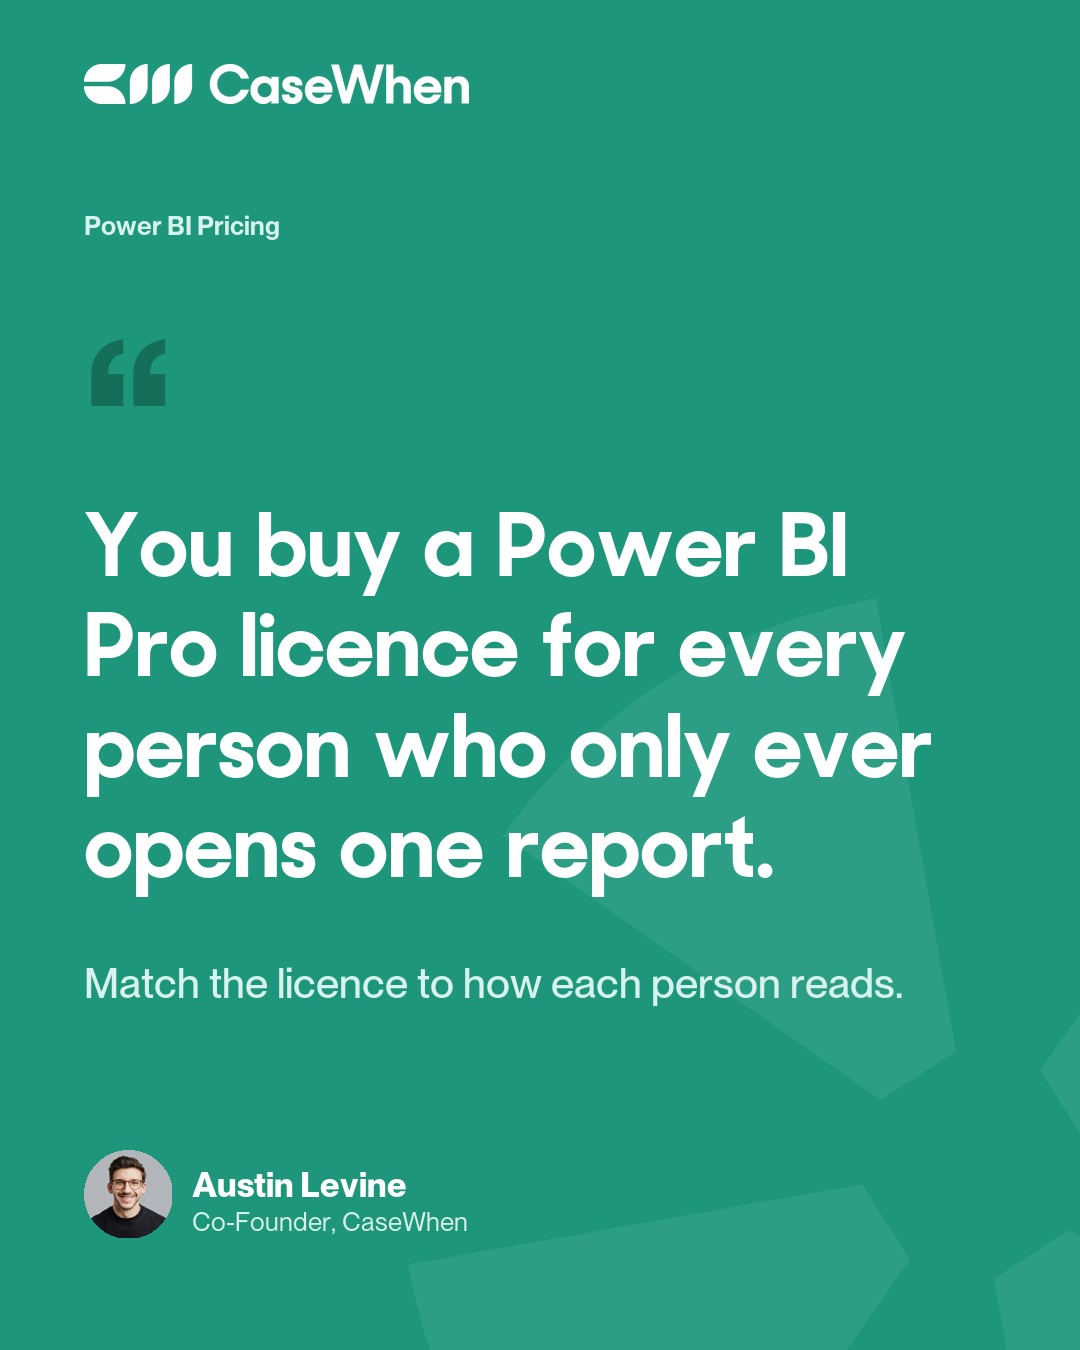 CaseWhen
Power BI Pricing
“
You buy a Power BI
Pro licence for every
person who only ever
opens one report.
Match the licence to how each person reads.
Austin Levine
Co-Founder, CaseWhen